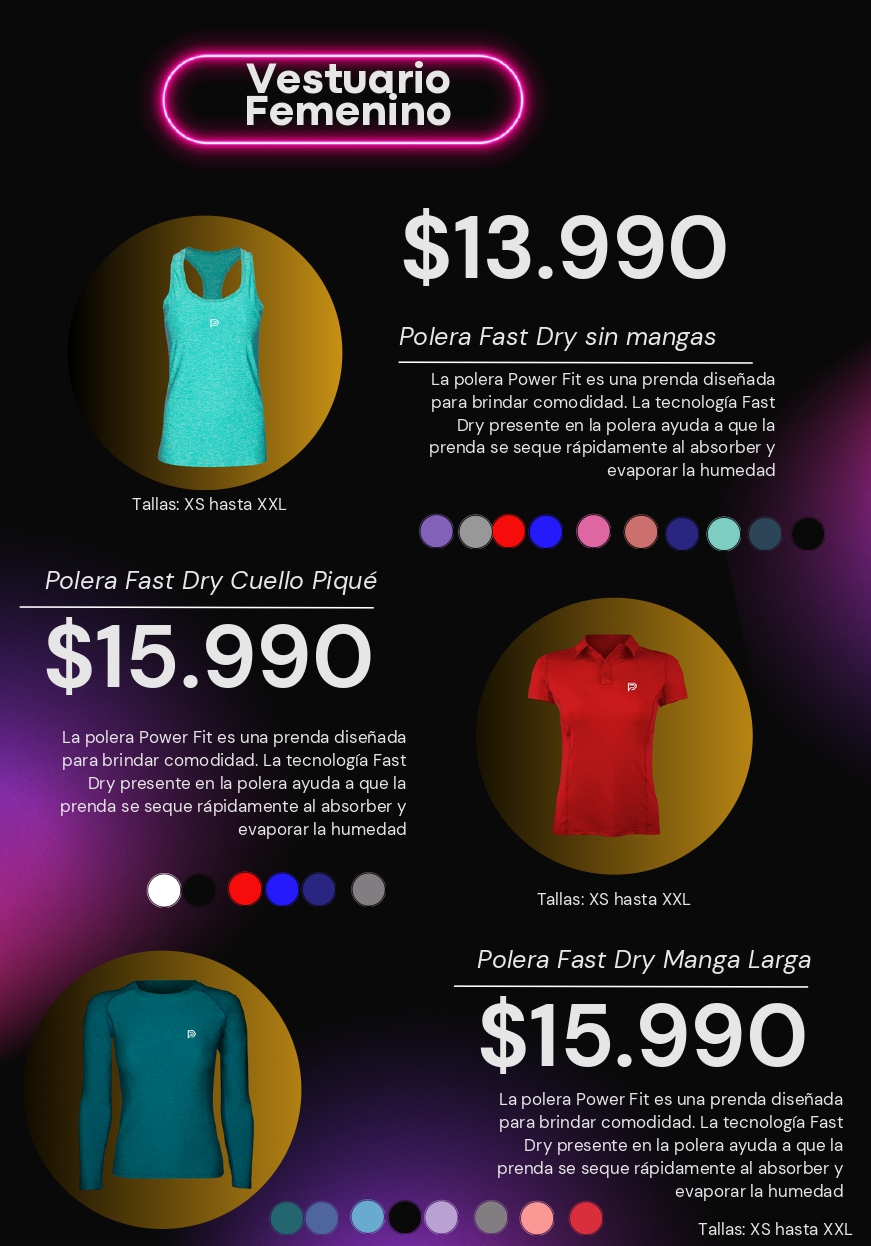 Vestuario
Femenino
$13.990
Polera Fast Dry sin mangas
La polera Power Fit es una prenda diseñada
para brindar comodidad. La tecnología Fast
Dry presente en la polera ayuda a que la
prenda se seque rápidamente al absorber y
evaporar la humedad
Tallas: XS hasta XXL
Polera Fast Dry Cuello Piqué
$15.990
La polera Power Fit es una prenda diseñada
para brindar comodidad. La tecnología Fast
Dry presente en la polera ayuda a que la
prenda se seque rápidamente al absorber y
evaporar la humedad
Tallas: XS hasta XXL
Polera Fast Dry Manga Larga
$15.990
La polera Power Fit es una prenda diseñada
para brindar comodidad. La tecnología Fast
Dry presente en la polera ayuda a que la
prenda se seque rápidamente al absorber y
evaporar la humedad
Tallas: XS hasta XXL